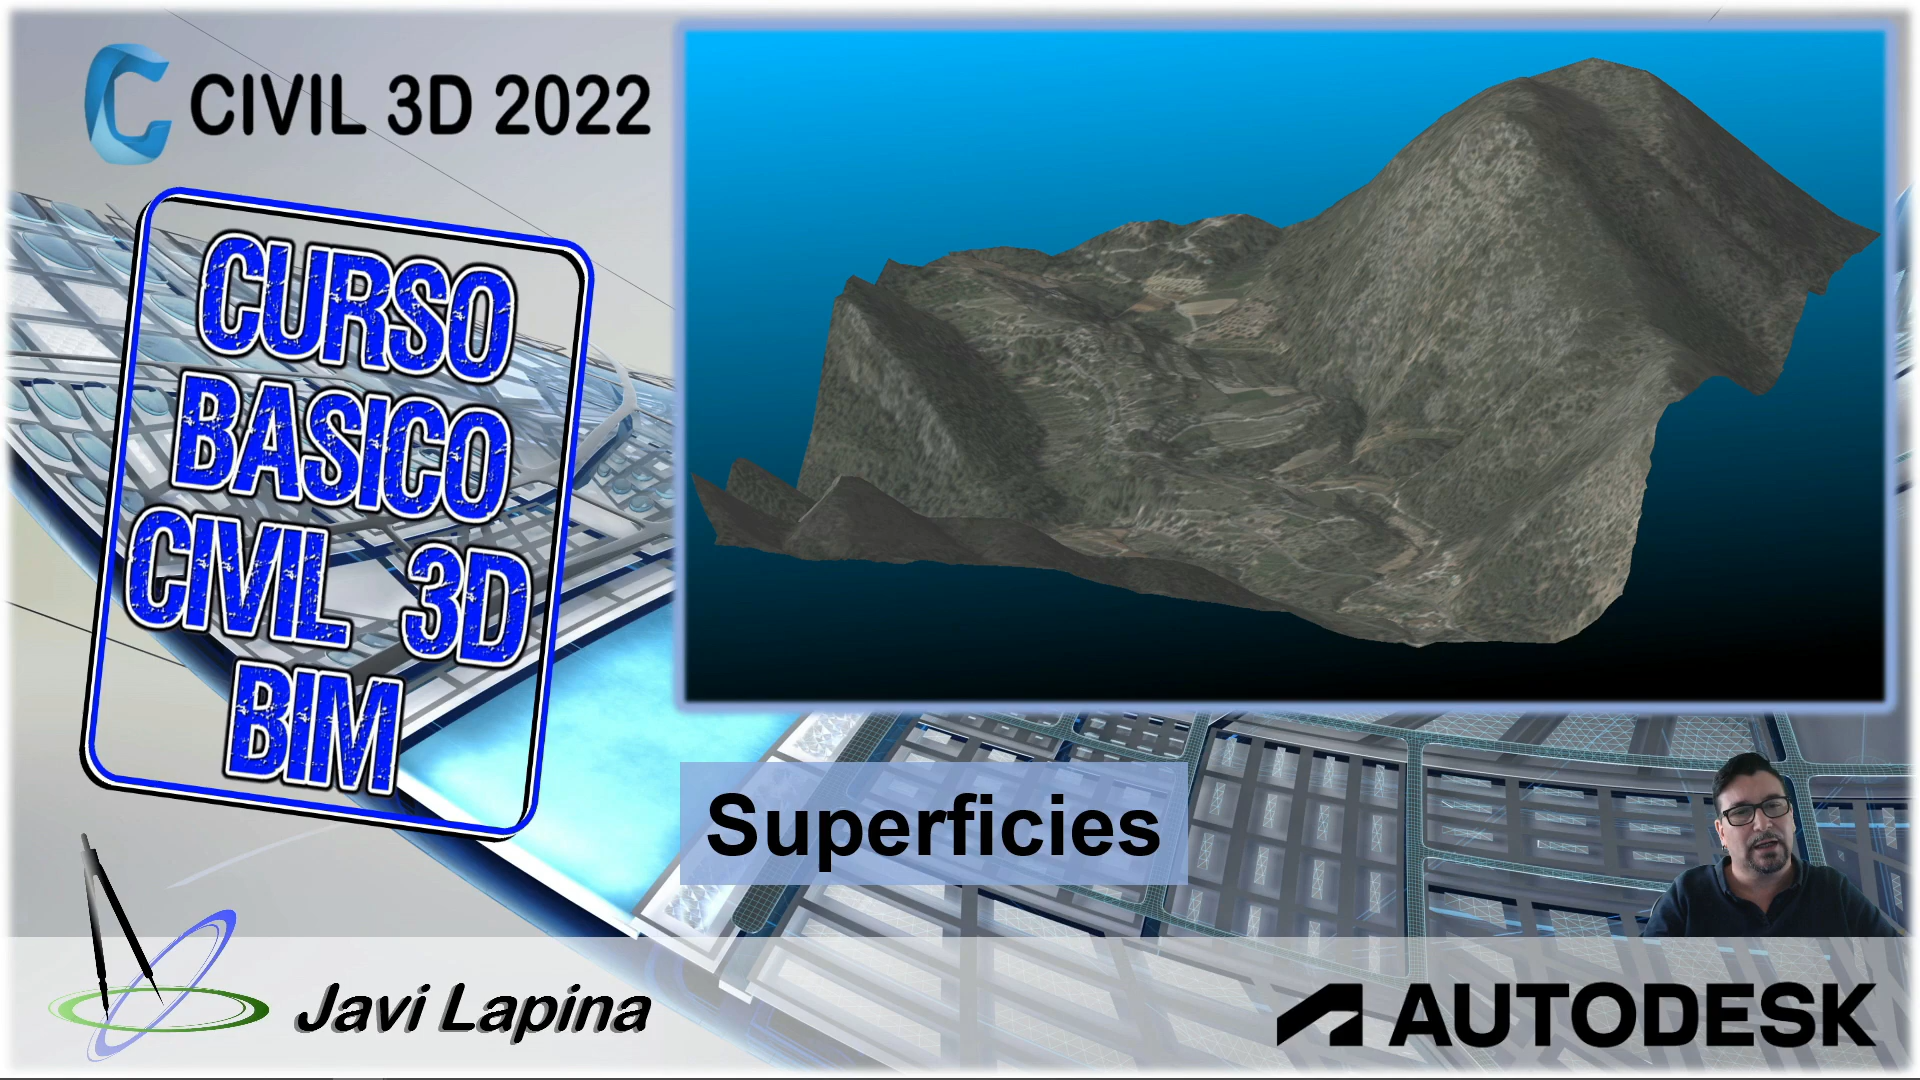 CIVIL 3D 2022
CURSO
BASICO
CIVIL 3D
BIM
Superficies
Javi Lapina
AUTODESK